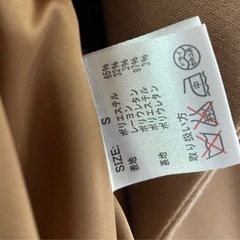 SIZE: S
表地 ポリエステル 65%
レーヨン 32%
ポリウレタン 3%
裏地 ポリエステル 97%
ポリウレタン 3%
取り扱い方